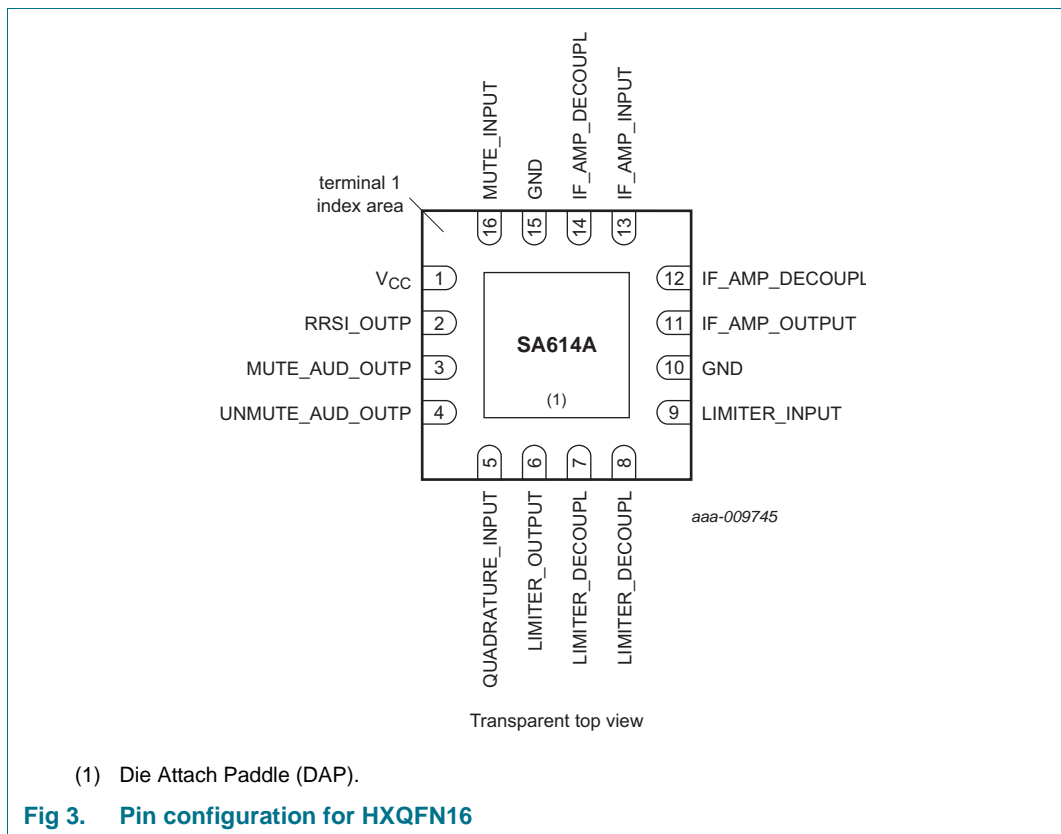 MUTE_INPUT
GND
IF_AMP_DECOUPL
IF_AMP_INPUT
terminal 1
index area
16
15
14
13
VCC
1
12
IF_AMP_DECOUPL
RRSI_OUTP
2
11
IF_AMP_OUTPUT
SA614A
MUTE_AUD_OUTP
3
10
GND
(1)
UNMUTE_AUD_OUTP
4
9
LIMITER_INPUT
5
6
7
8
aaa-009745
QUADRATURE_INPUT
LIMITER_OUTPUT
LIMITER_DECOUPL
LIMITER_DECOUPL
Transparent top view
(1) Die Attach Paddle (DAP).
Fig 3. Pin configuration for HXQFN16